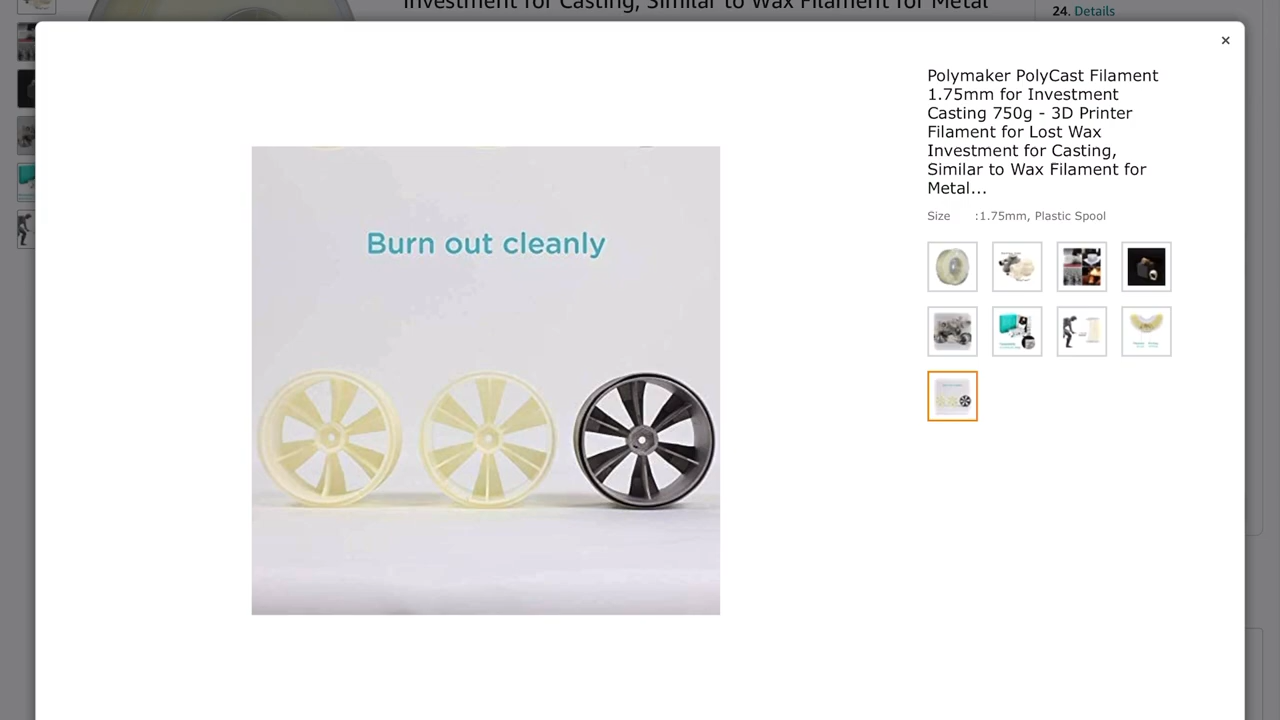 Investment for Casting, Similar to Wax Filament for Metal
24. Details
×
Polymaker PolyCast Filament
1.75mm for Investment
Casting 750g - 3D Printer
Filament for Lost Wax
Investment for Casting,
Similar to Wax Filament for
Metal...
Size :1.75mm, Plastic Spool
Burn out cleanly